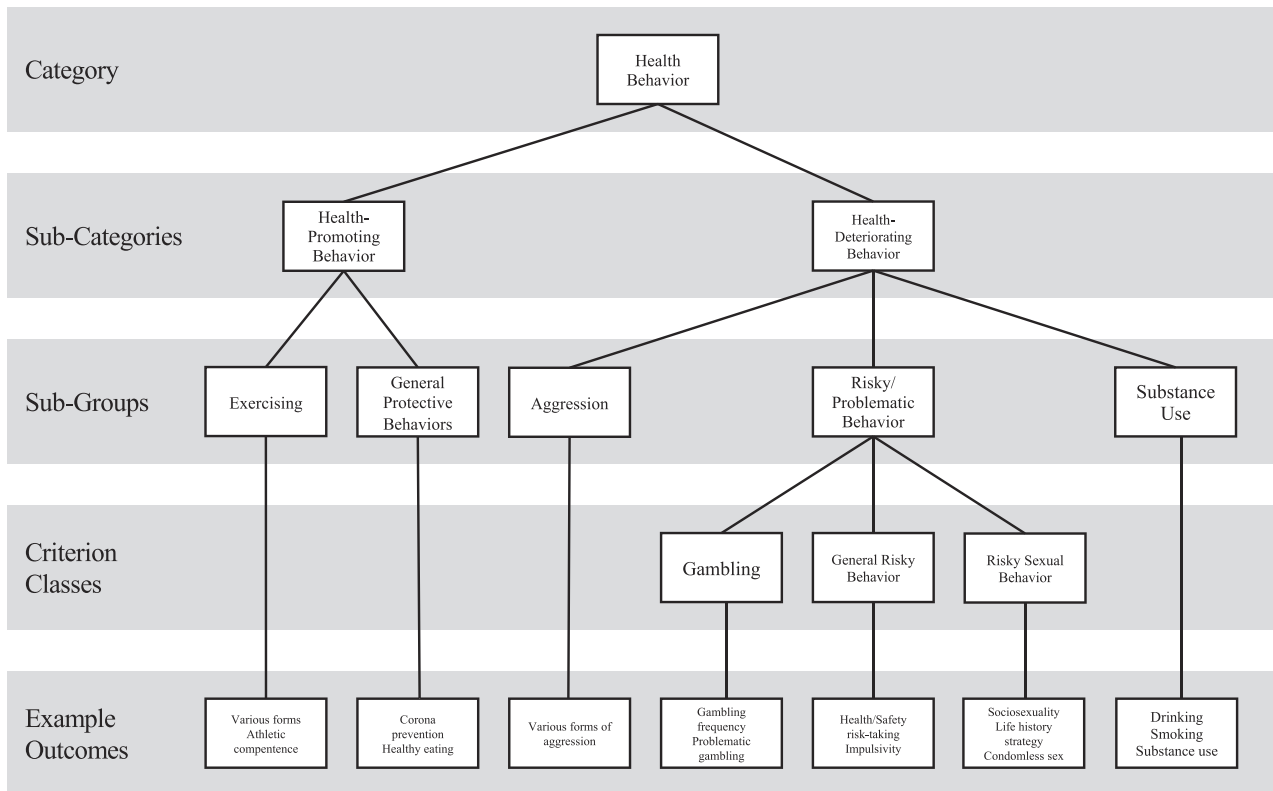 Category
Health
Behavior
Sub-Categories
Health-
Promoting
Behavior
Health-
Deteriorating
Behavior
Sub-Groups
Exercising
General
Protective
Behaviors
Aggression
Risky/
Problematic
Behavior
Substance
Use
Criterion
Classes
Gambling
General Risky
Behavior
Risky Sexual
Behavior
Example
Outcomes
Various forms
Athletic
compentence
Corona
prevention
Healthy eating
Various forms of
aggression
Gambling
frequency
Problematic
gambling
Health/Safety
risk-taking
Impulsivity
Sociosexuality
Life history
strategy
Condomless sex
Drinking
Smoking
Substance use